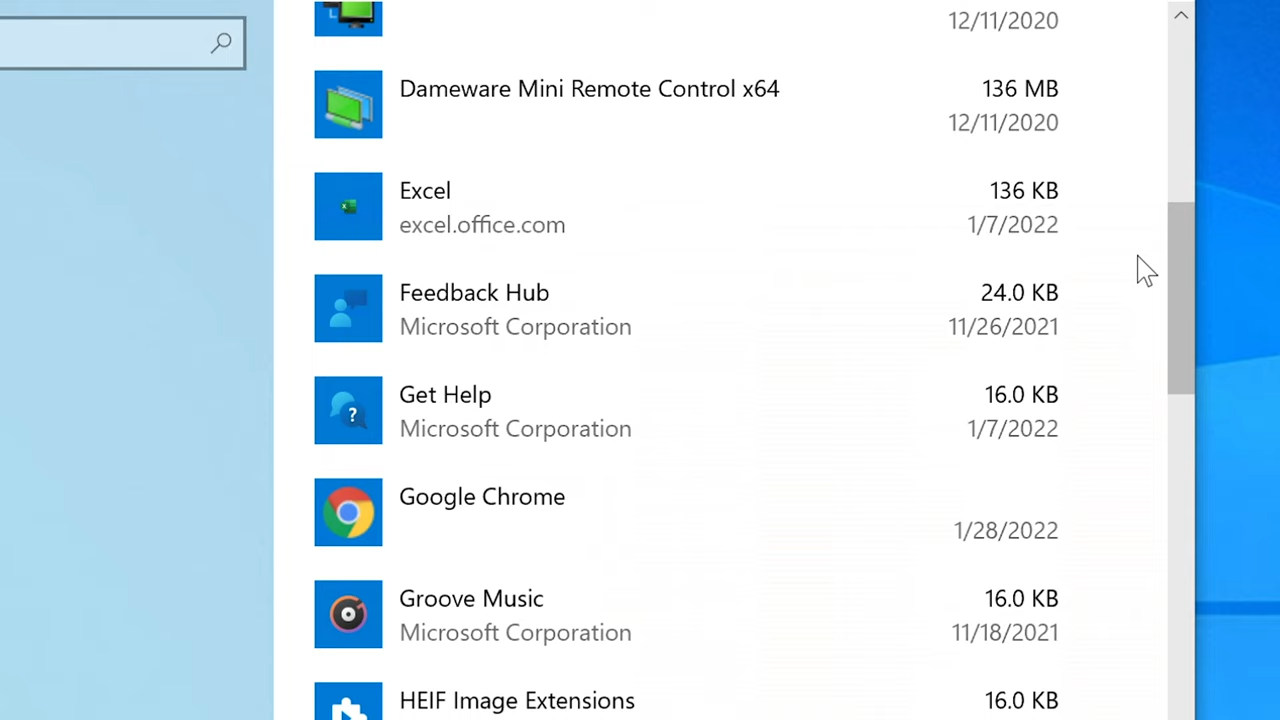 12/11/2020
Dameware Mini Remote Control x64 136 MB
12/11/2020
Excel 136 KB
excel.office.com 1/7/2022
Feedback Hub 24.0 KB
Microsoft Corporation 11/26/2021
Get Help 16.0 KB
Microsoft Corporation 1/7/2022
Google Chrome
1/28/2022
Groove Music 16.0 KB
Microsoft Corporation 11/18/2021
HEIF Image Extensions 16.0 KB